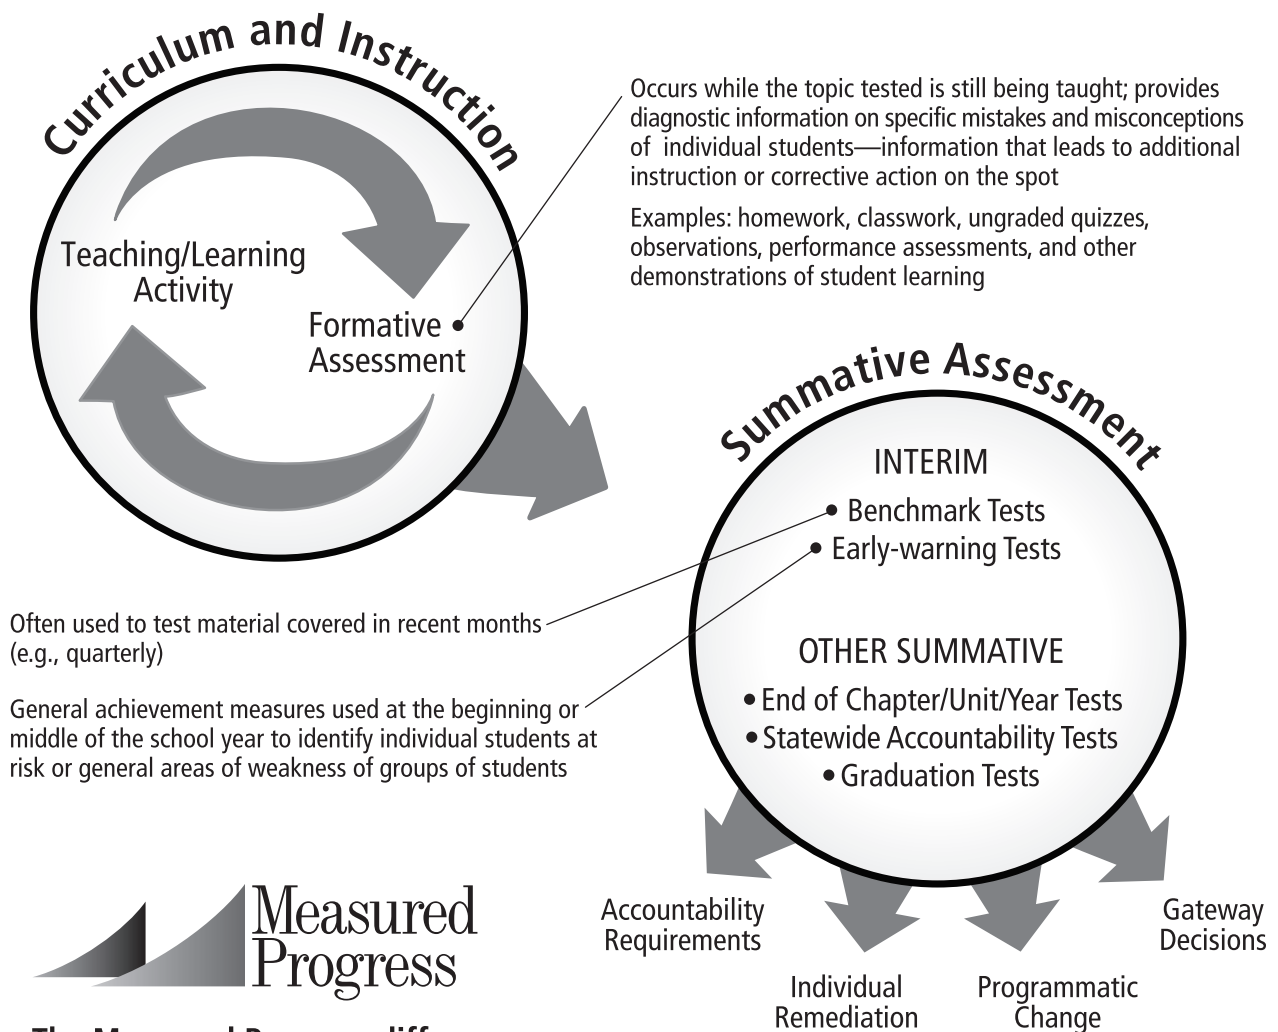 Curriculum and Instruction
Teaching/Learning
Activity
Formative
Assessment
Occurs while the topic tested is still being taught; provides
diagnostic information on specific mistakes and misconceptions
of individual students—information that leads to additional
instruction or corrective action on the spot
Examples: homework, classwork, ungraded quizzes,
observations, performance assessments, and other
demonstrations of student learning
Summative Assessment
INTERIM
• Benchmark Tests
• Early-warning Tests
Often used to test material covered in recent months
(e.g., quarterly)
General achievement measures used at the beginning or
middle of the school year to identify individual students at
risk or general areas of weakness of groups of students
OTHER SUMMATIVE
• End of Chapter/Unit/Year Tests
• Statewide Accountability Tests
• Graduation Tests
Accountability
Requirements
Individual
Remediation
Programmatic
Change
Gateway
Decisions
Measured
Progress